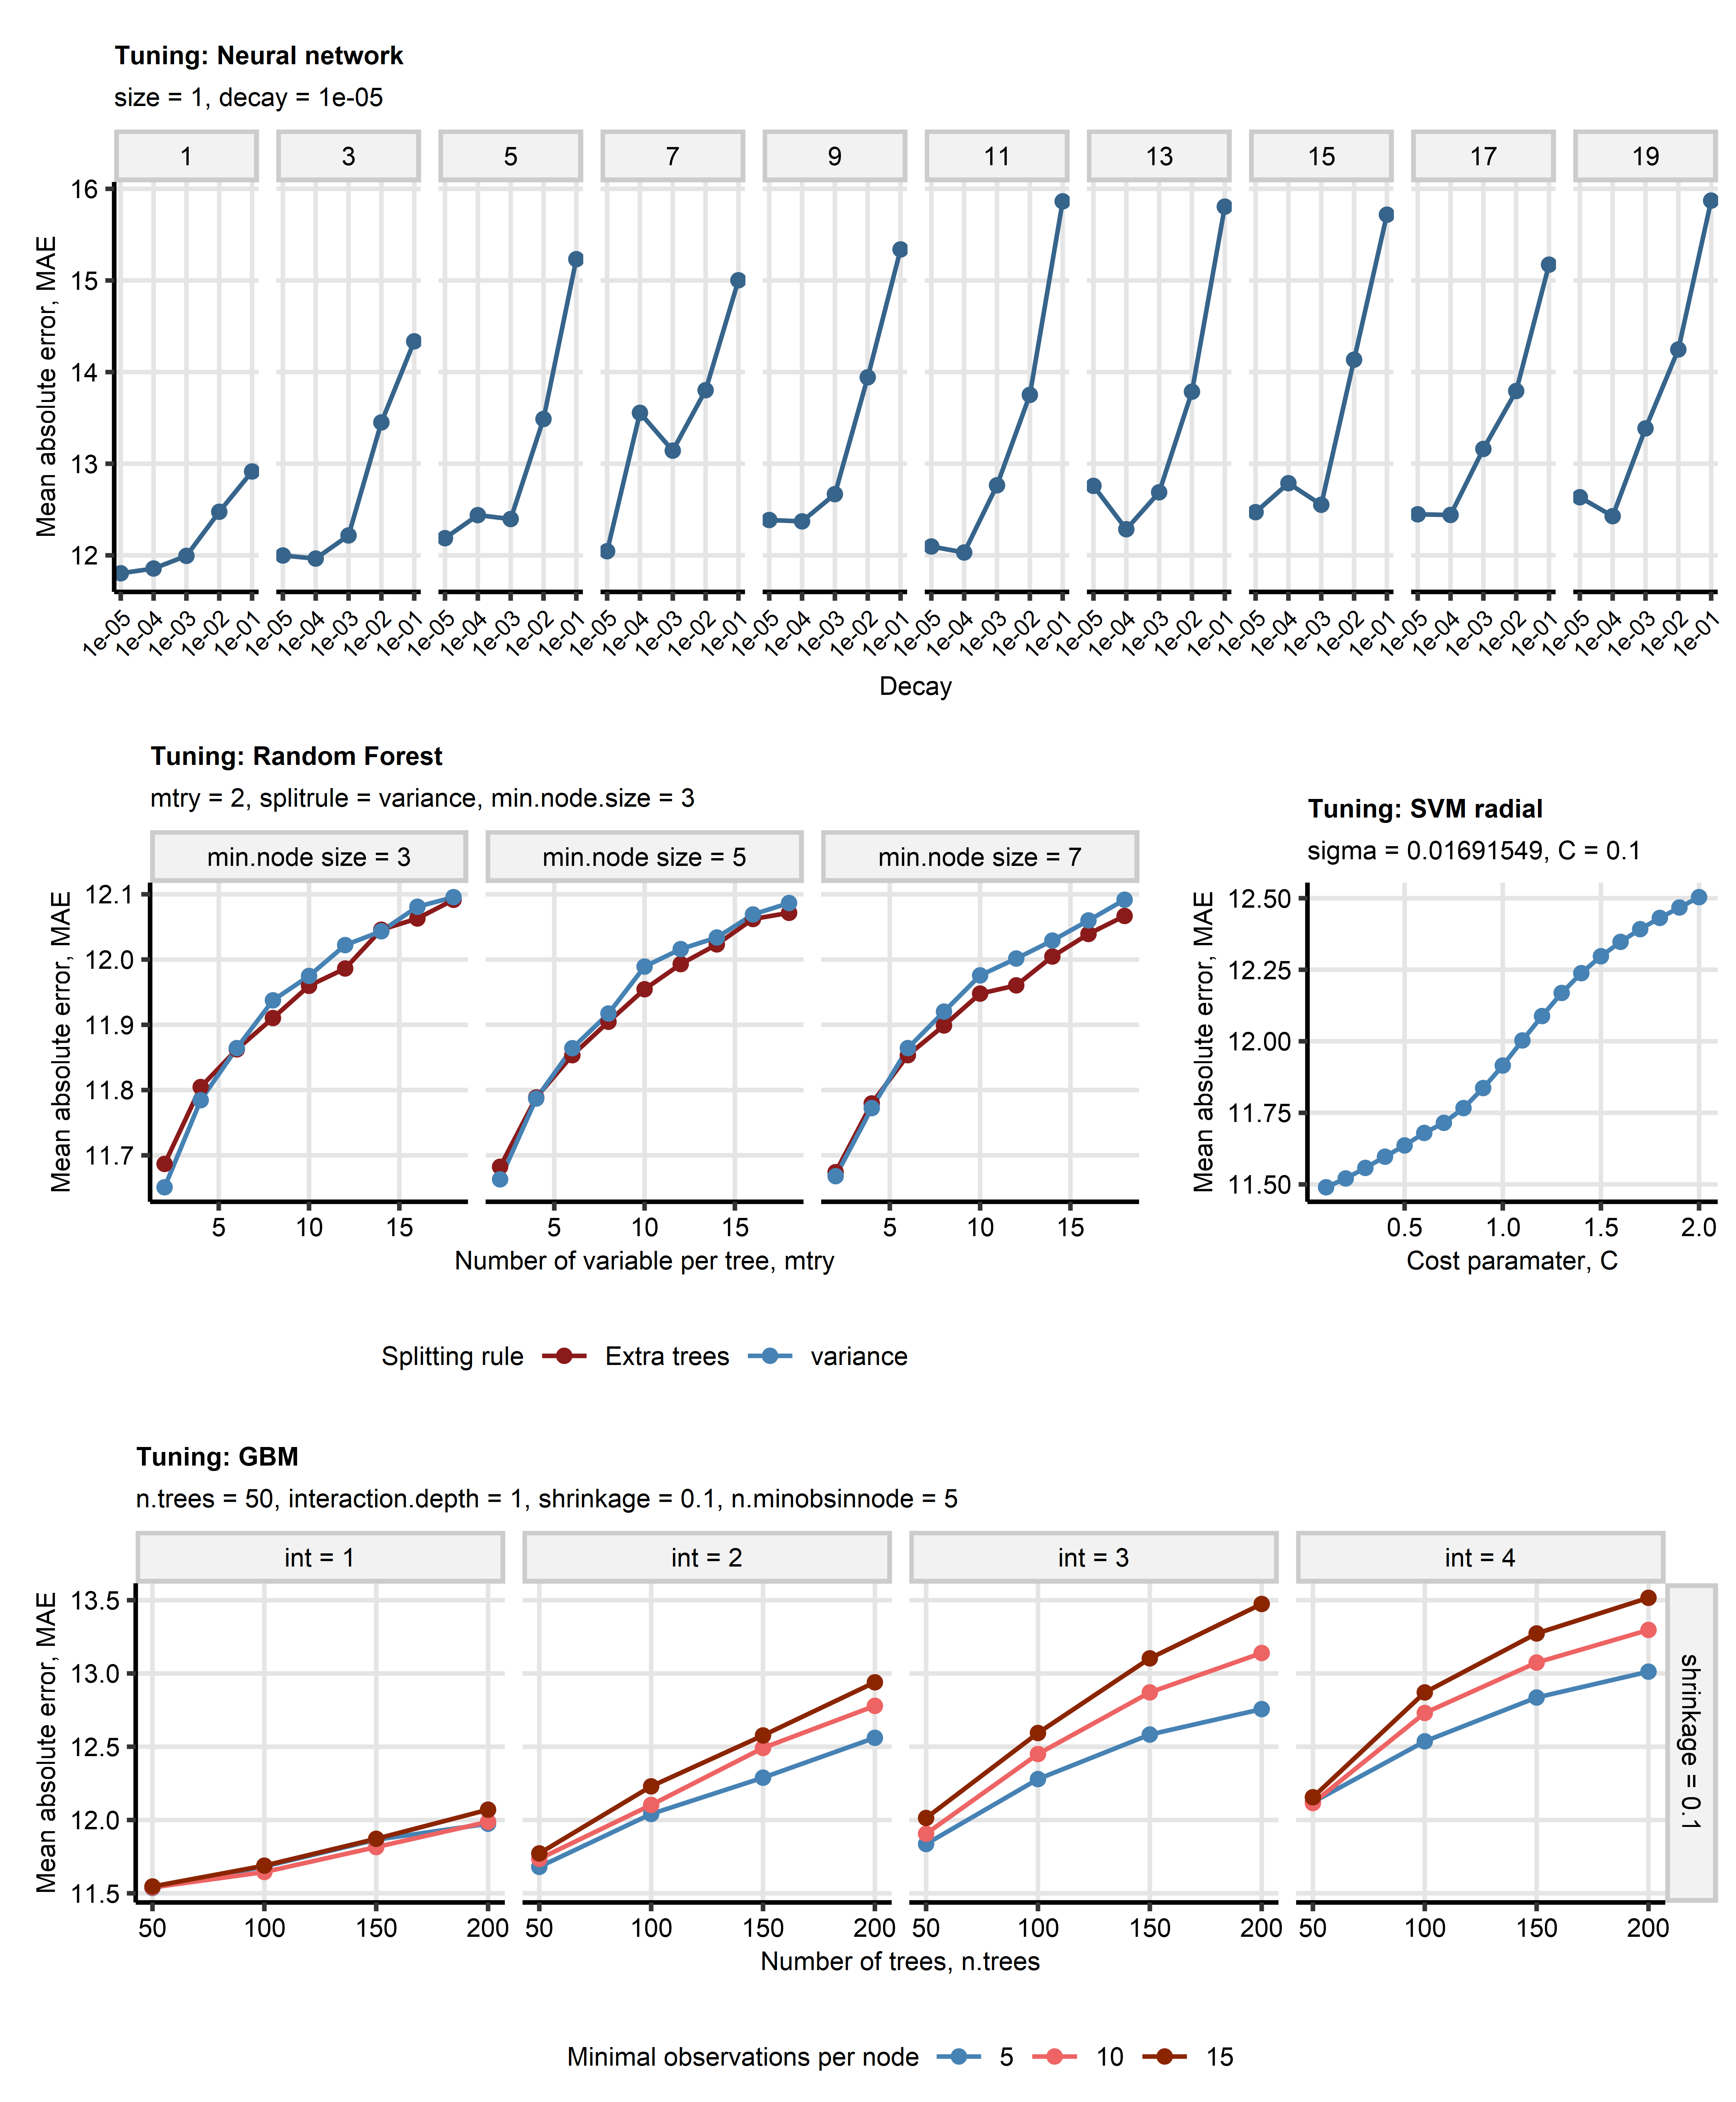 Tuning: Neural network
size = 1, decay = 1e-05
1 3 5 7 9 11 13 15 17 19
Mean absolute error, MAE
16
15
14
13
12
1e-05 1e-04 1e-03 1e-02 1e-01 1e-05 1e-04 1e-03 1e-02 1e-01 1e-05 1e-04 1e-03 1e-02 1e-01 1e-05 1e-04 1e-03 1e-02 1e-01 1e-05 1e-04 1e-03 1e-02 1e-01 1e-05 1e-04 1e-03 1e-02 1e-01 1e-05 1e-04 1e-03 1e-02 1e-01 1e-05 1e-04 1e-03 1e-02 1e-01 1e-05 1e-04 1e-03 1e-02 1e-01 1e-05 1e-04 1e-03 1e-02 1e-01
Decay
Tuning: Random Forest
mtry = 2, splitrule = variance, min.node.size = 3
min.node size = 3 min.node size = 5 min.node size = 7
Mean absolute error, MAE
12.1
12.0
11.9
11.8
11.7
5 10 15 5 10 15 5 10 15
Number of variable per tree, mtry
Splitting rule Extra trees variance
Tuning: SVM radial
sigma = 0.01691549, C = 0.1
Mean absolute error, MAE
12.50
12.25
12.00
11.75
11.50
0.5 1.0 1.5 2.0
Cost paramater, C
Tuning: GBM
n.trees = 50, interaction.depth = 1, shrinkage = 0.1, n.minobsinnode = 5
int = 1 int = 2 int = 3 int = 4
Mean absolute error, MAE
13.5
13.0
12.5
12.0
11.5
shrinkage = 0.1
50 100 150 200 50 100 150 200 50 100 150 200 50 100 150 200
Number of trees, n.trees
Minimal observations per node 5 10 15